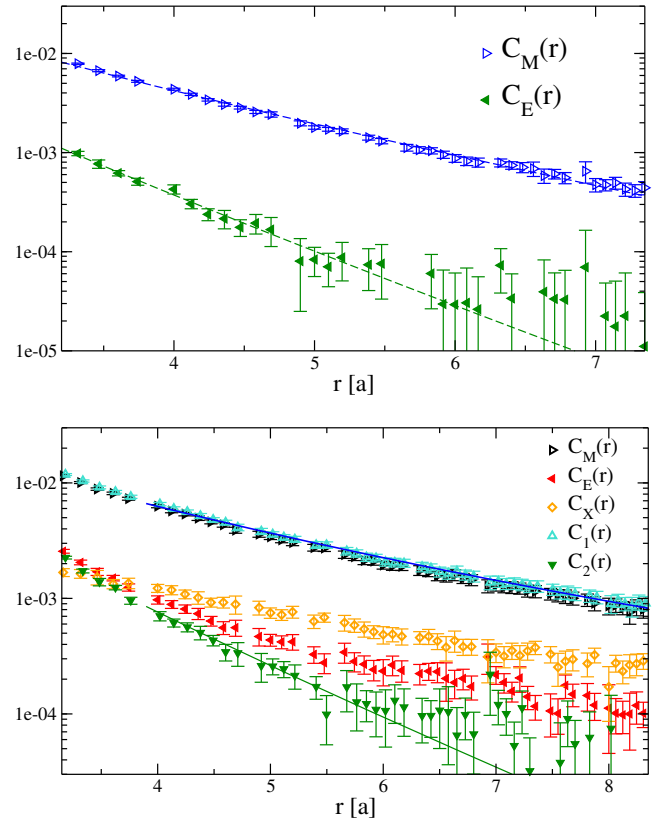 1e-02
C_M(r)
C_E(r)
1e-03
1e-04
1e-05
4 5 6 7
r [a]
C_M(r)
1e-02
C_E(r)
C_X(r)
C_1(r)
C_2(r)
1e-03
1e-04
4 5 6 7 8
r [a]